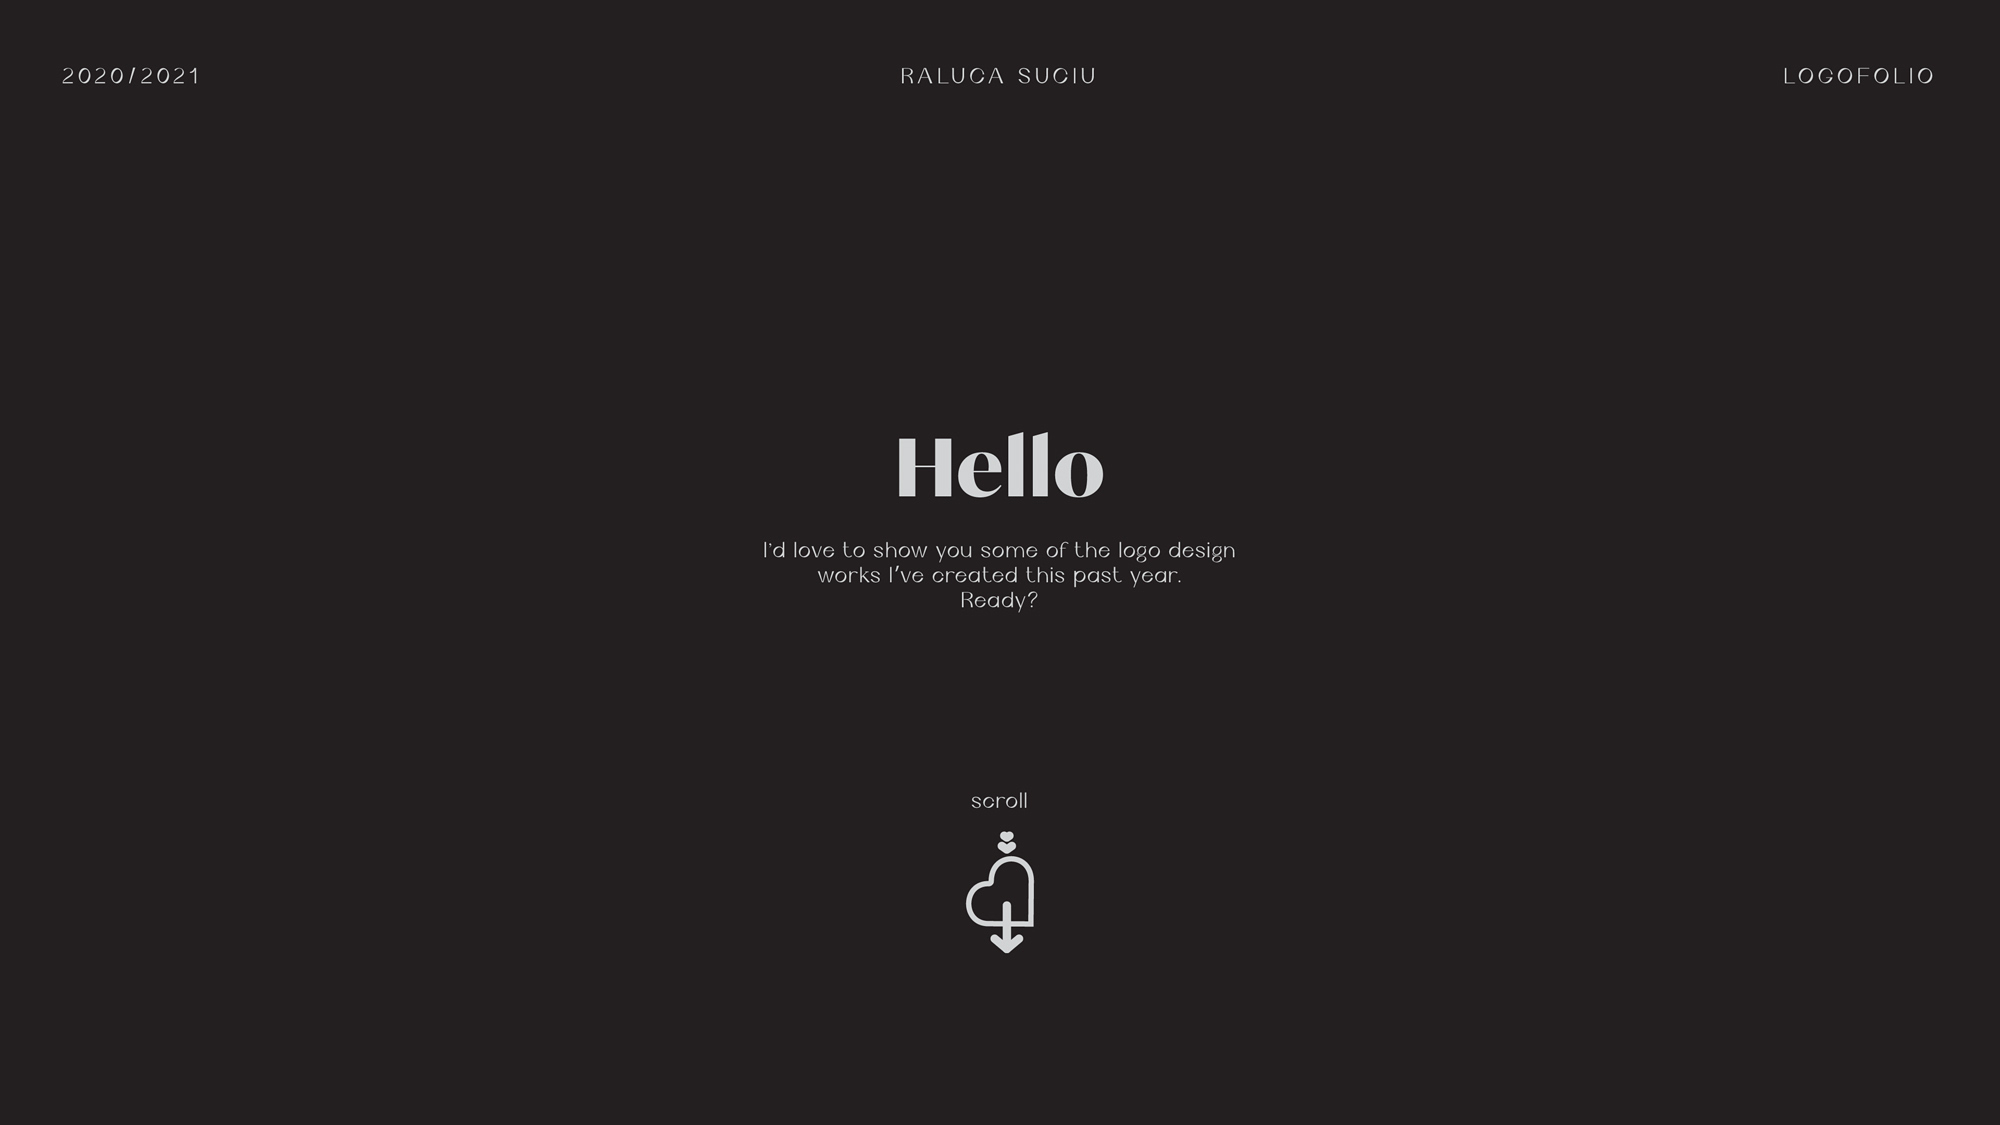 2020/2021
RALUCA SUCIU
LOGOFOLIO
Hello
I'd love to show you some of the logo design
works I've created this past year.
Ready?
scroll